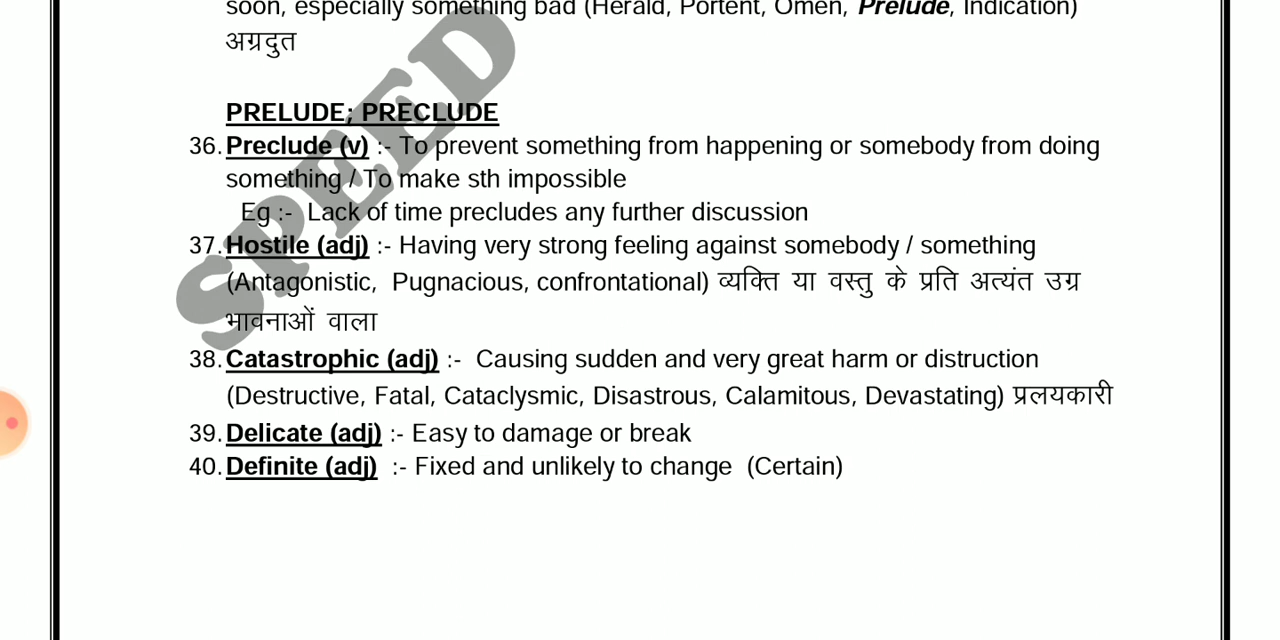 soon, especially something bad (Herald, Portent, Omen, Prelude, Indication)
अग्रदुत
PRELUDE; PRECLUDE
36. Preclude (v) :- To prevent something from happening or somebody from doing
something / To make sth impossible
Eg :- Lack of time precludes any further discussion
37. Hostile (adj) :- Having very strong feeling against somebody / something
(Antagonistic, Pugnacious, confrontational) व्यक्ति या वस्तु के प्रति अत्यंत उग्र
भावनाओं वाला
38. Catastrophic (adj) :- Causing sudden and very great harm or distruction
(Destructive, Fatal, Cataclysmic, Disastrous, Calamitous, Devastating) प्रलयकारी
39. Delicate (adj) :- Easy to damage or break
40. Definite (adj) :- Fixed and unlikely to change (Certain)
SPEED